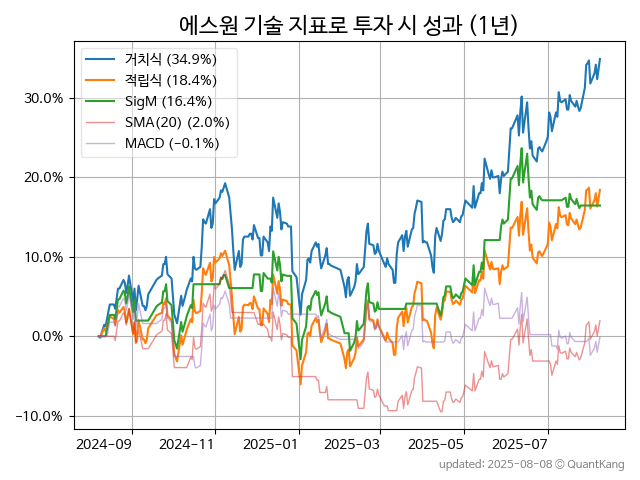 에스원 기술 지표로 투자 시 성과 (1년)
거치식 (34.9%)
적립식 (18.4%)
SigM (16.4%)
SMA(20) (2.0%)
MACD (−0.1%)
30.0%
20.0%
10.0%
0.0%
−10.0%
2024-09 2024-11 2025-01 2025-03 2025-05 2025-07
updated: 2025-08-08 © QuantKang